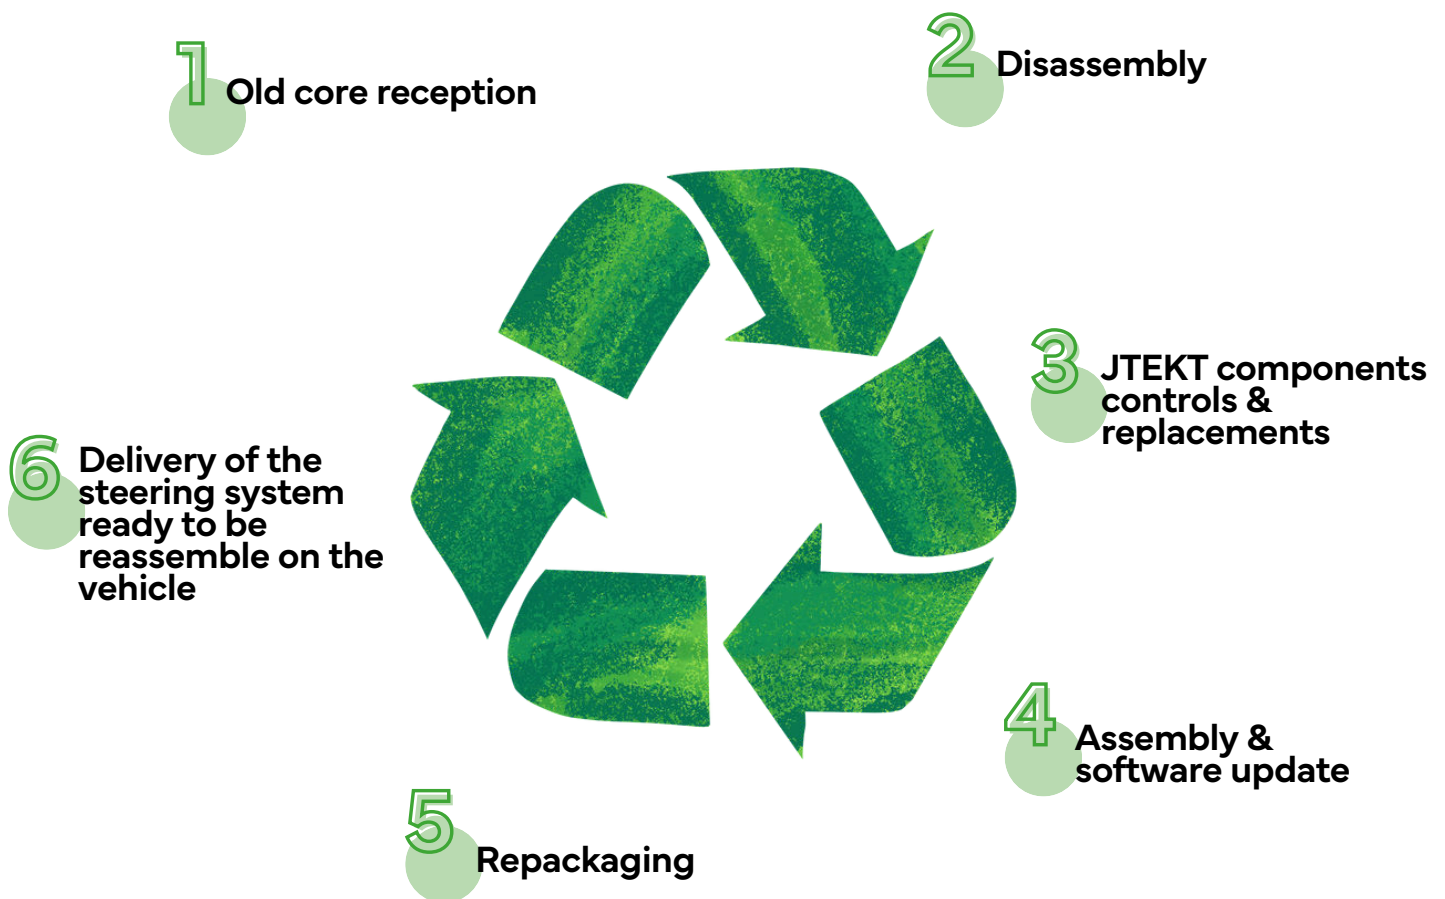 1
Old core reception
2
Disassembly
3
JTEKT components
controls &
replacements
4
Assembly &
software update
5
Repackaging
6
Delivery of the
steering system
ready to be
reassemble on the
vehicle